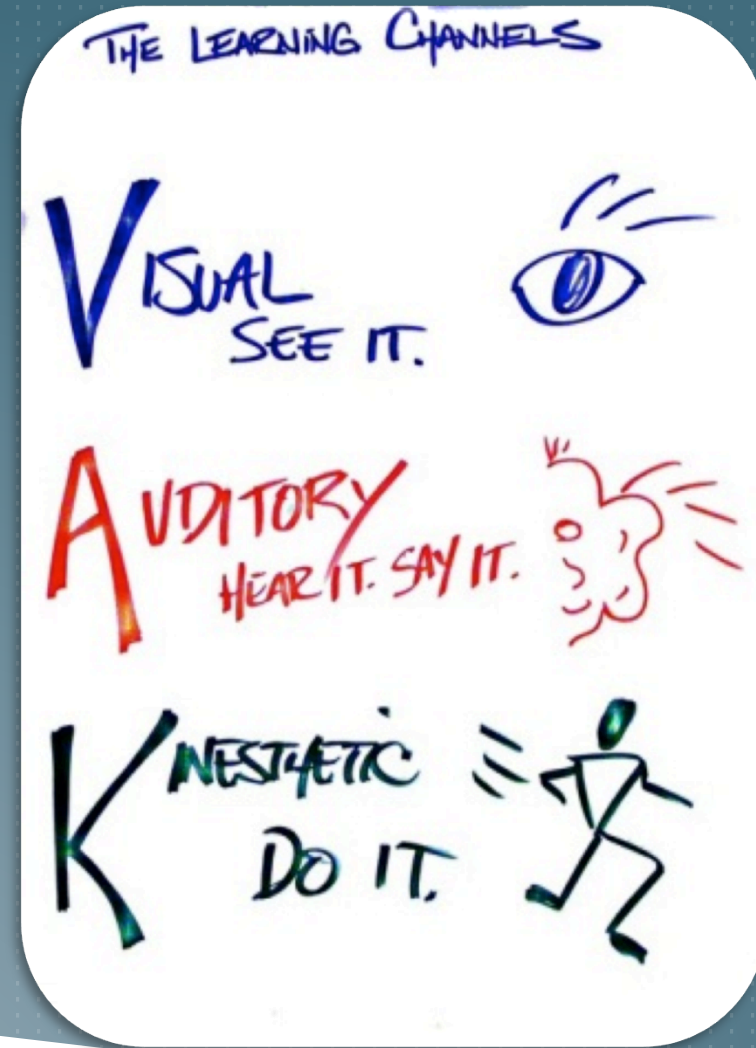 THE LEARNING CHANNELS
VISUAL
SEE IT.
AUDITORY
HEAR IT. SAY IT.
KINESTHETIC
DO IT.